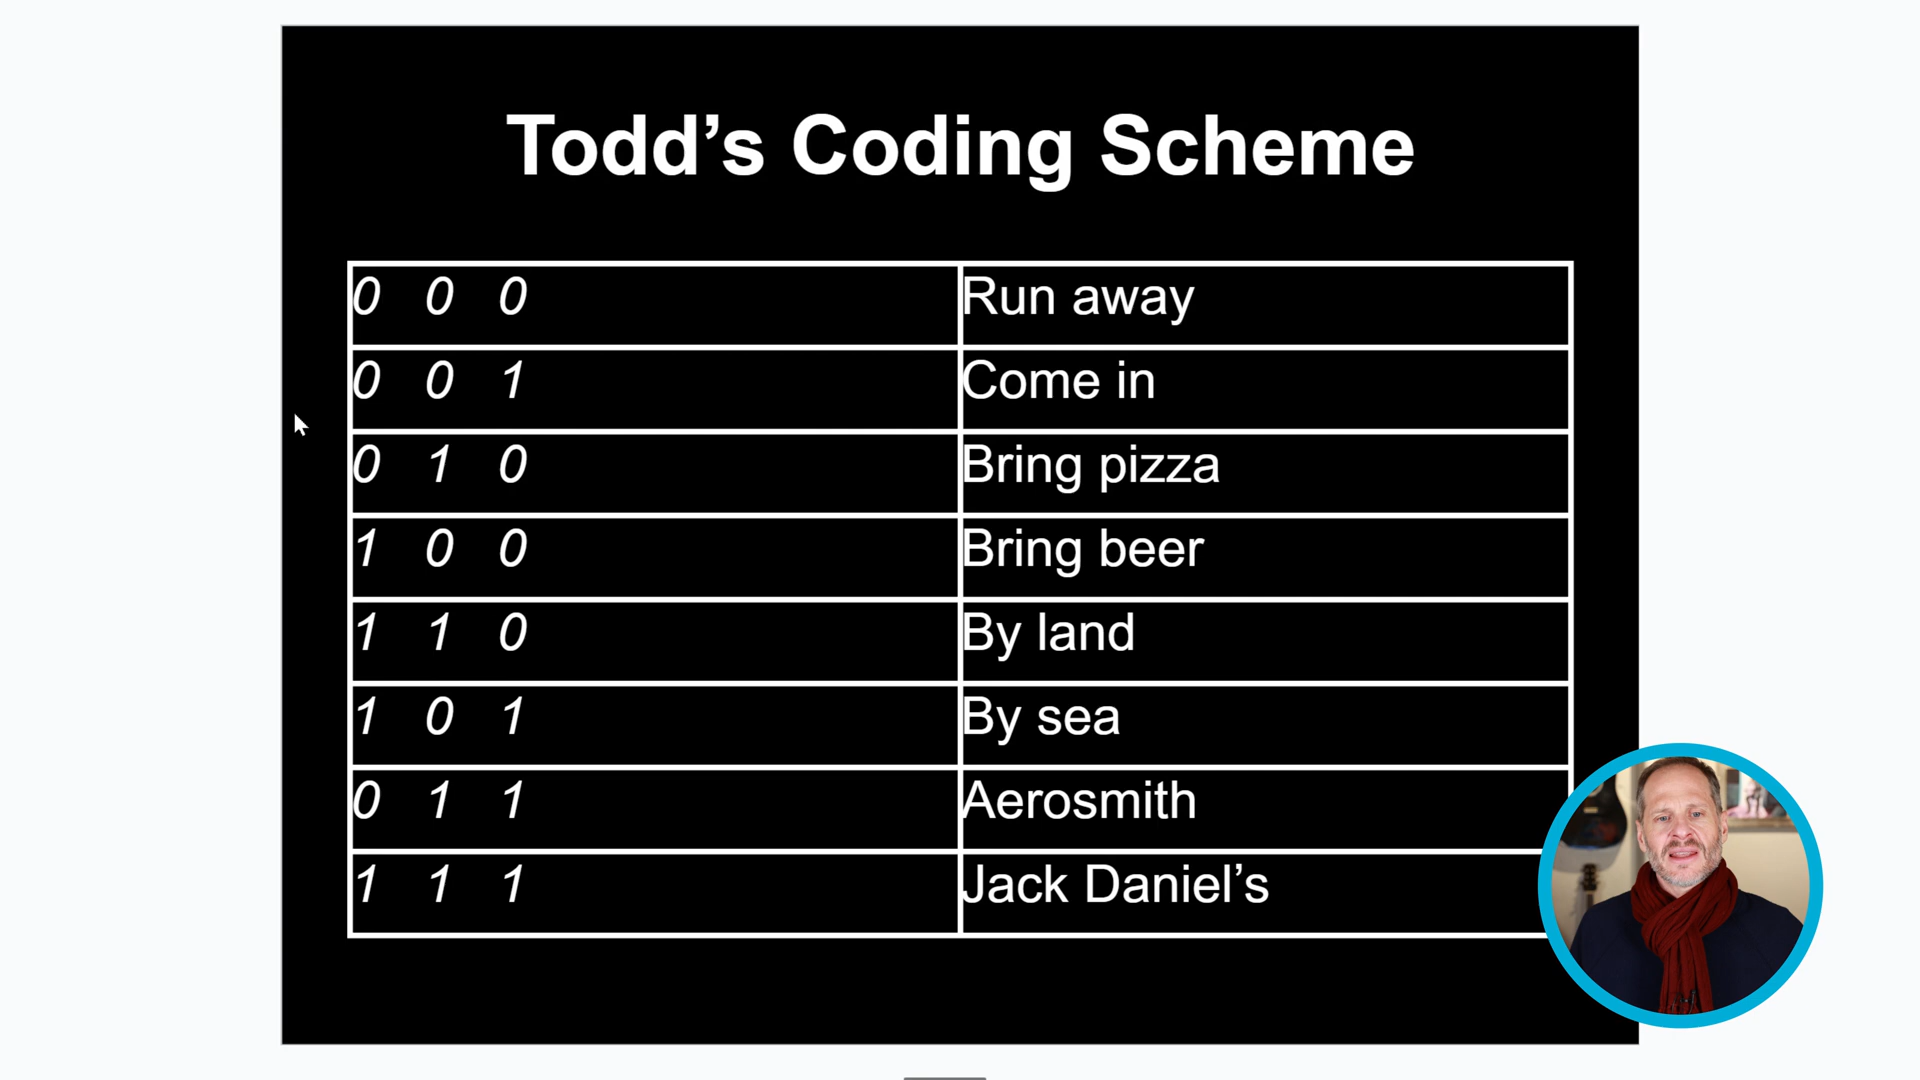 Todd’s Coding Scheme
0 0 0 Run away
0 0 1 Come in
0 1 0 Bring pizza
1 0 0 Bring beer
1 1 0 By land
1 0 1 By sea
0 1 1 Aerosmith
1 1 1 Jack Daniel’s